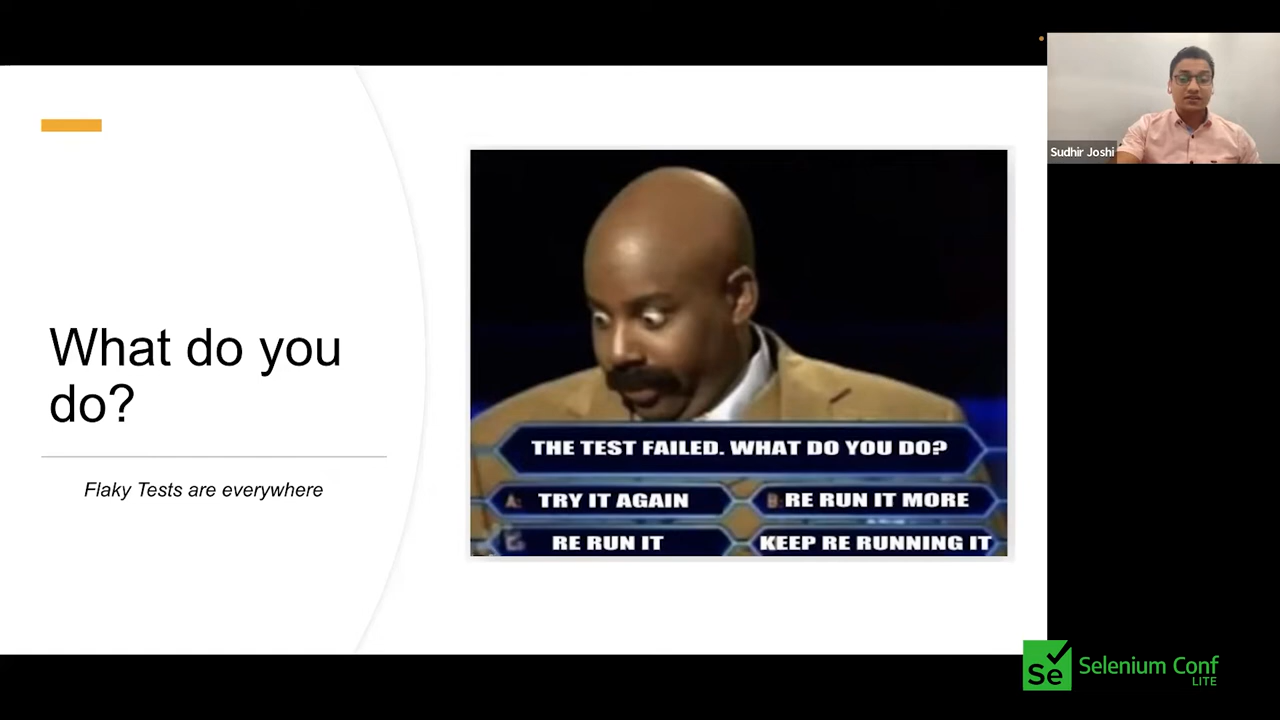 What do you
do?
Flaky Tests are everywhere
THE TEST FAILED. WHAT DO YOU DO?
A: TRY IT AGAIN
B: RE RUN IT MORE
RE RUN IT
KEEP RE RUNNING IT
Sudhir Joshi
Se
Selenium Conf
LITE